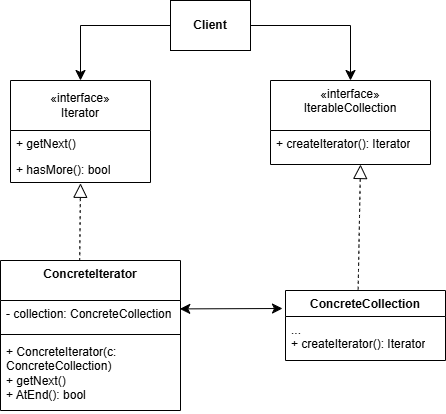 Client
«interface»
Iterator
+ getNext()
+ hasMore(): bool
«interface»
IterableCollection
+ createIterator(): Iterator
ConcreteIterator
- collection: ConcreteCollection
+ ConcreteIterator(c:
ConcreteCollection)
+ getNext()
+ AtEnd(): bool
ConcreteCollection
...
+ createIterator(): Iterator